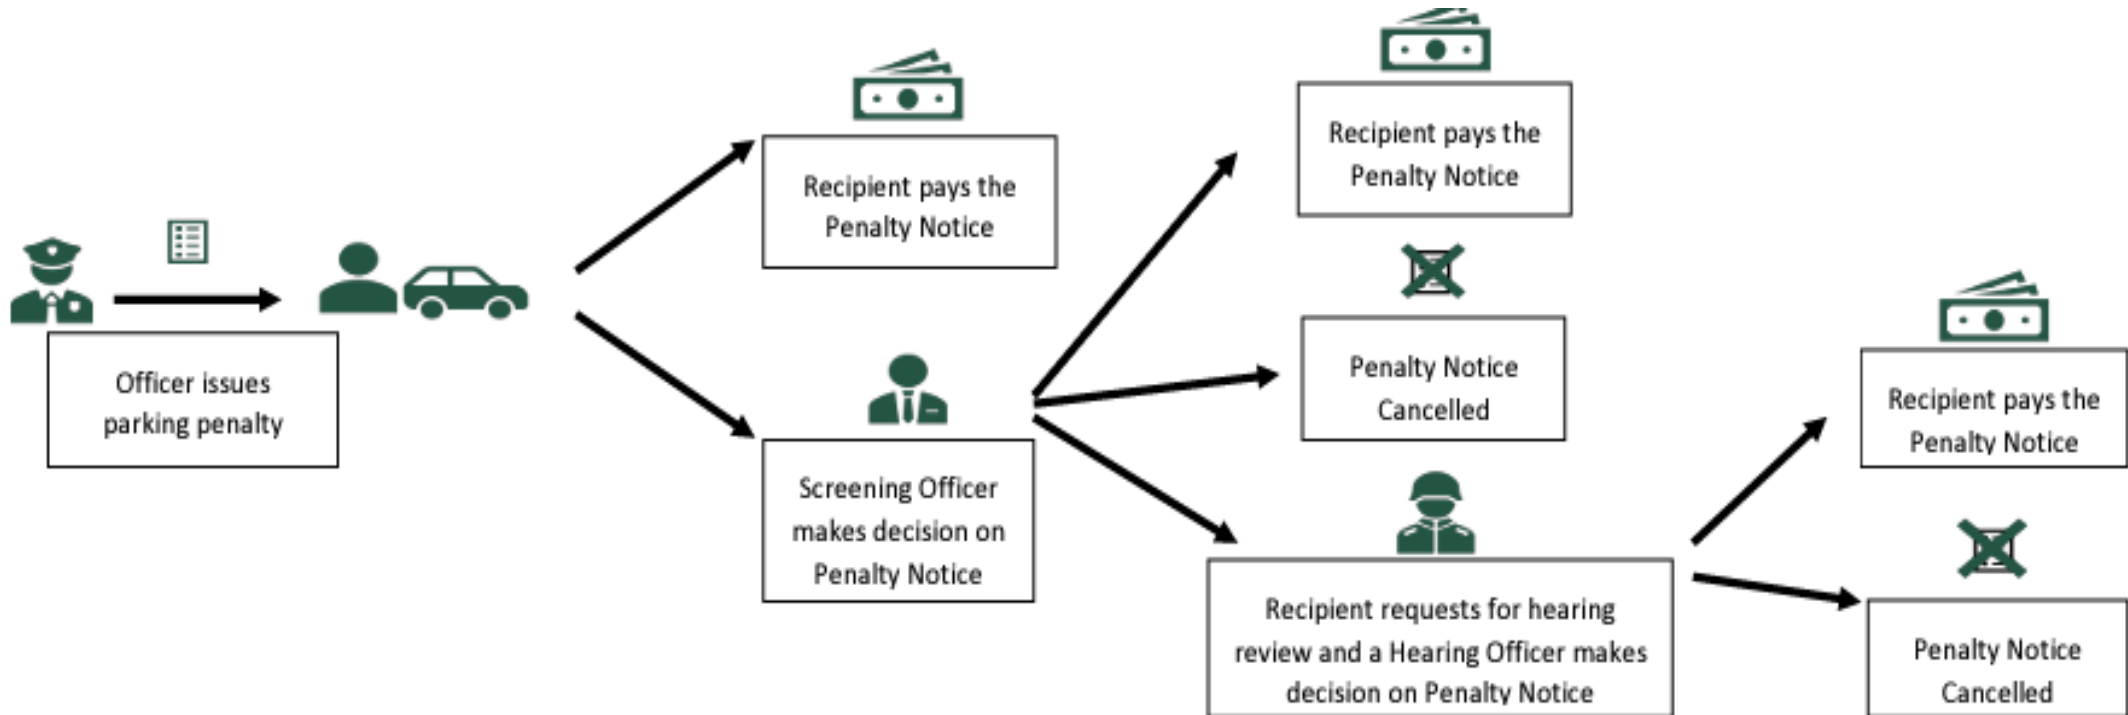 Officer issues
parking penalty
Recipient pays the
Penalty Notice
Screening Officer
makes decision on
Penalty Notice
Recipient pays the
Penalty Notice
Penalty Notice
Cancelled
Recipient requests for hearing
review and a Hearing Officer makes
decision on Penalty Notice
Recipient pays the
Penalty Notice
Penalty Notice
Cancelled